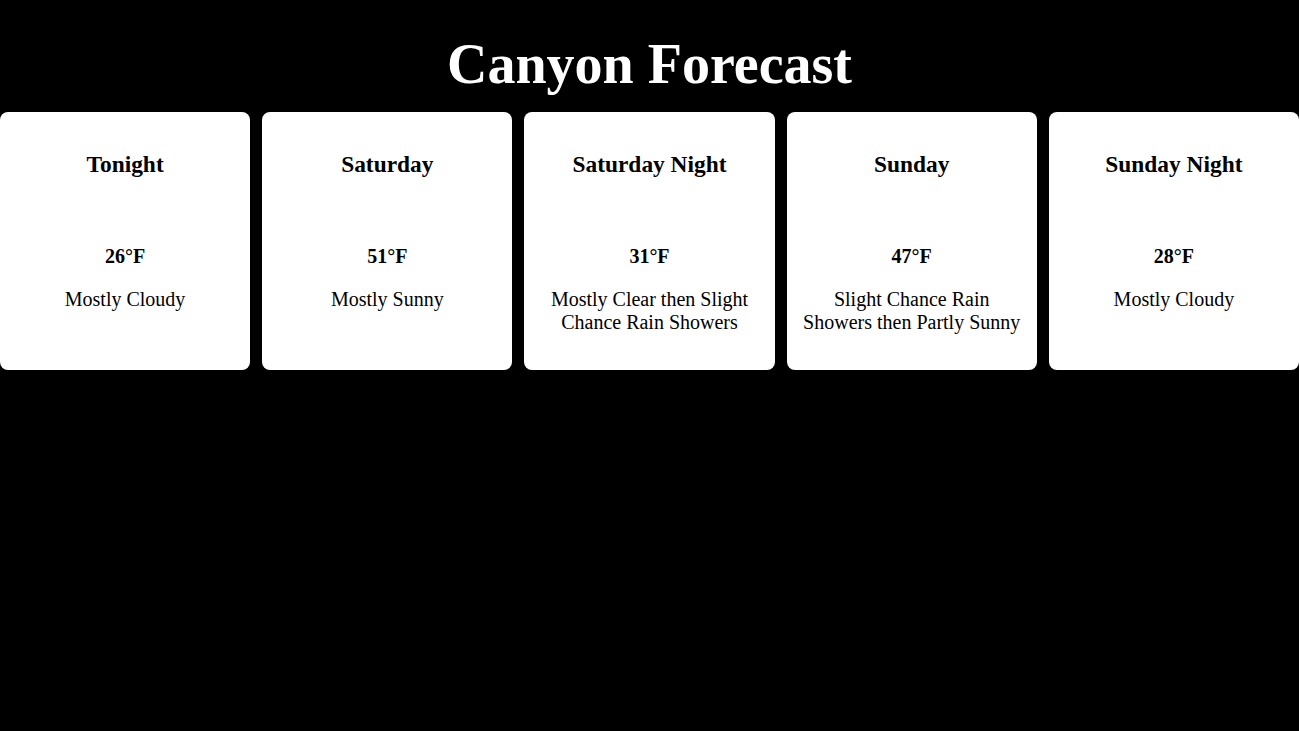 Canyon Forecast
Tonight
26°F
Mostly Cloudy
Saturday
51°F
Mostly Sunny
Saturday Night
31°F
Mostly Clear then Slight
Chance Rain Showers
Sunday
47°F
Slight Chance Rain
Showers then Partly Sunny
Sunday Night
28°F
Mostly Cloudy